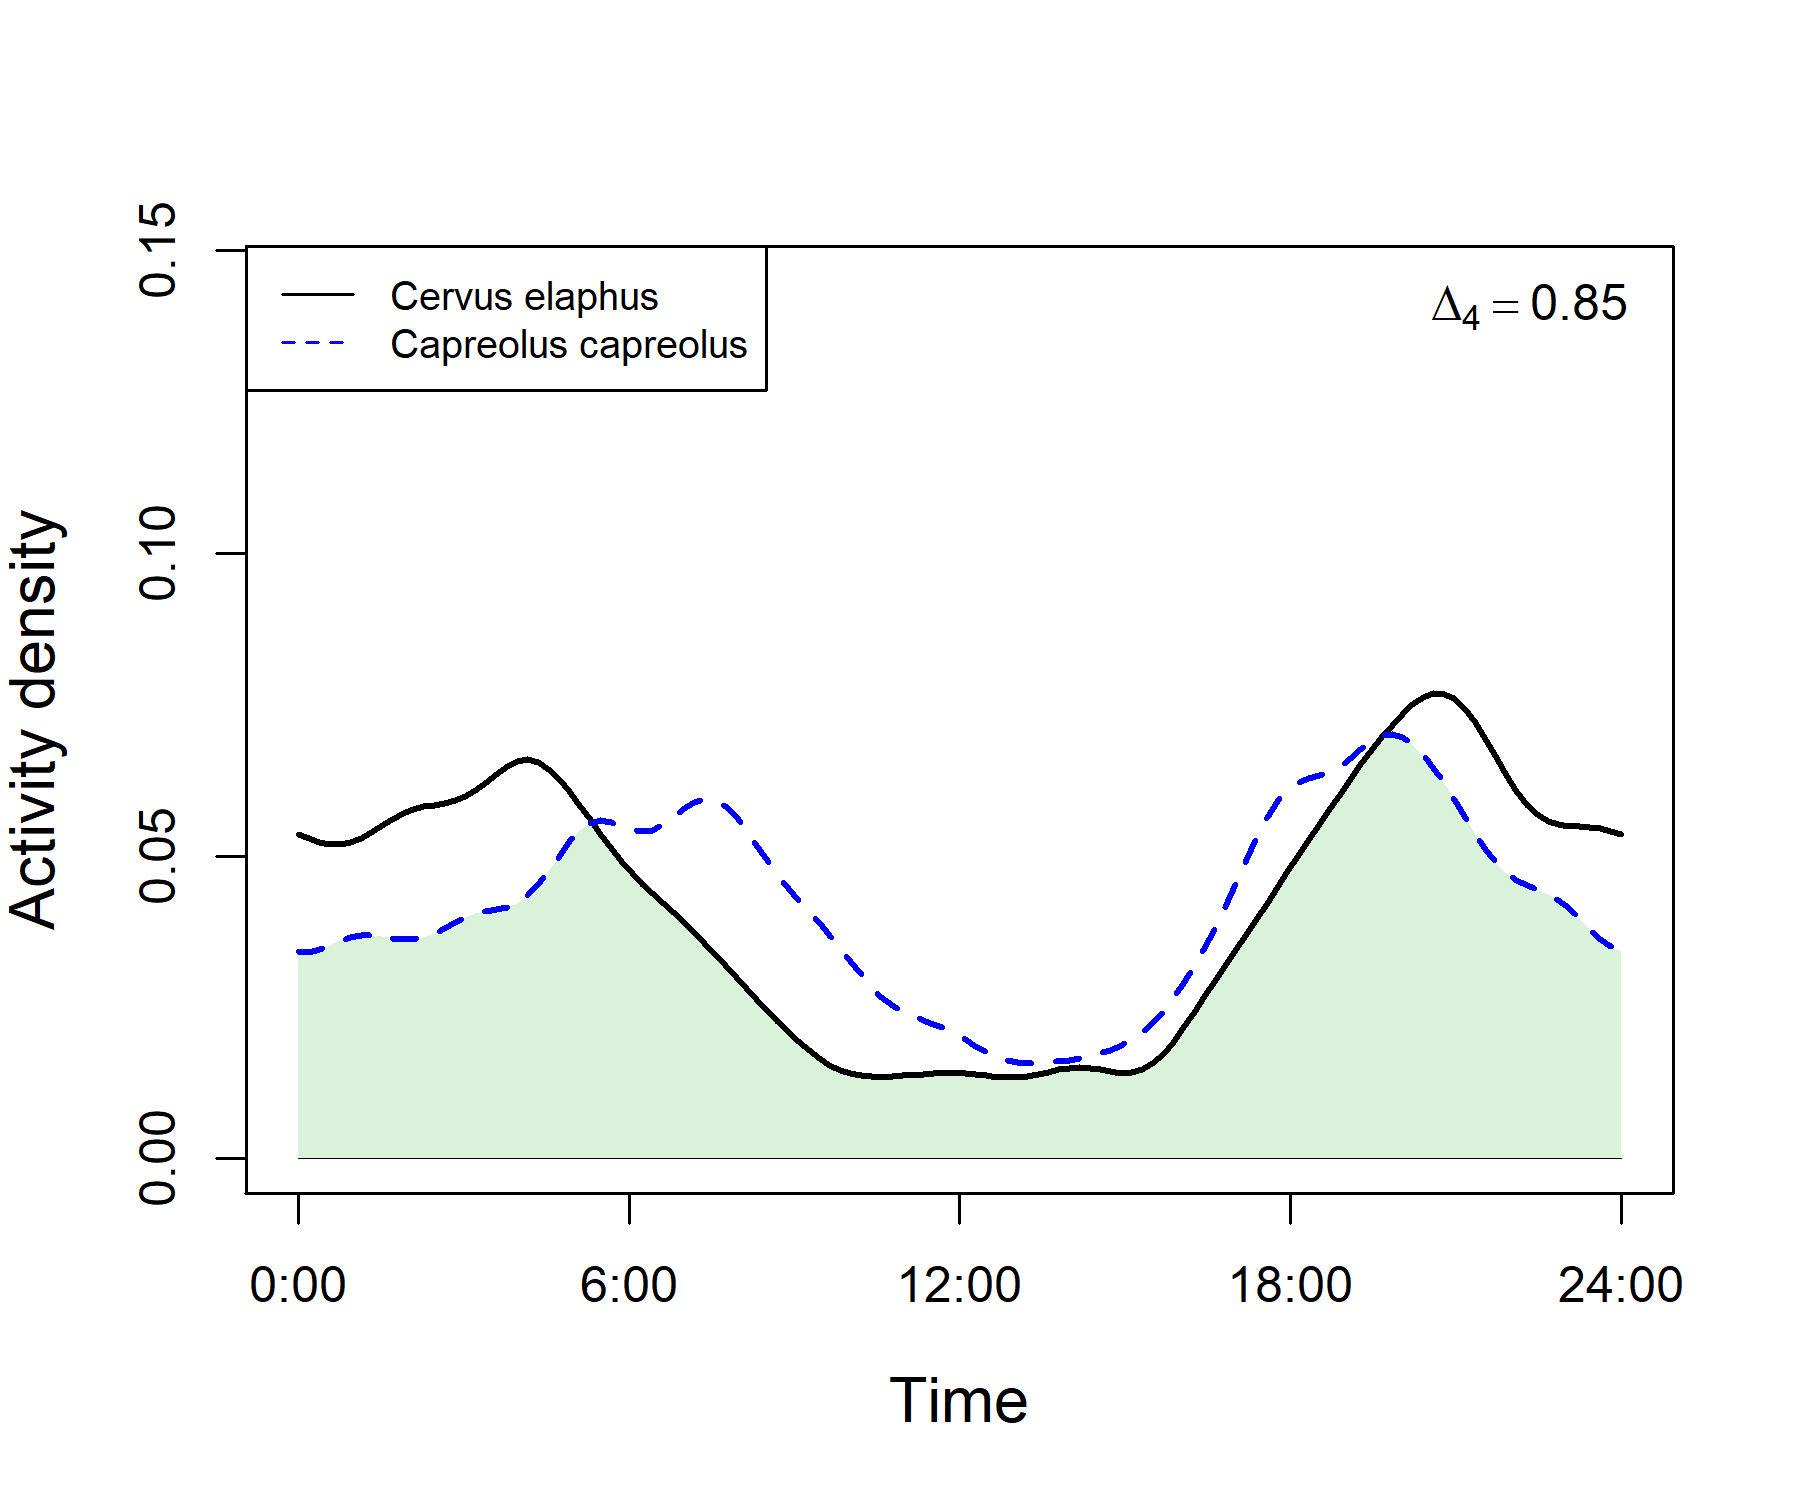 Cervus elaphus
Capreolus capreolus
Δ4 = 0.85
Activity density
0.15
0.10
0.05
0.00
0:00 6:00 12:00 18:00 24:00
Time